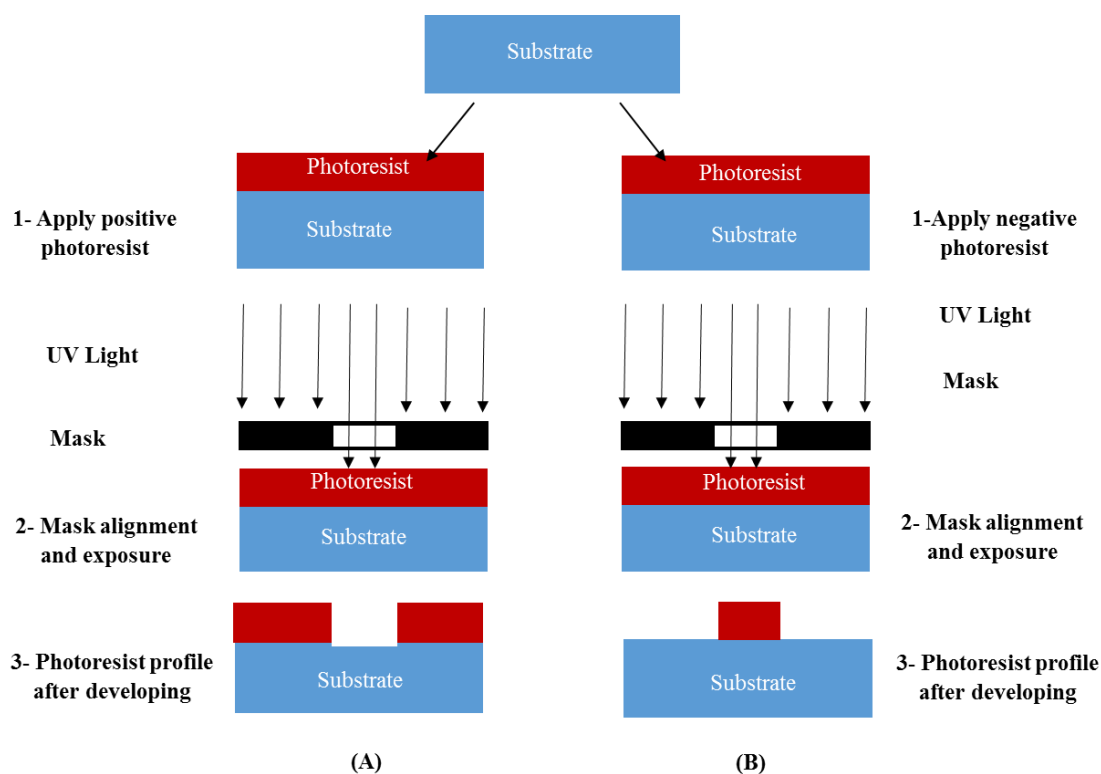 Substrate
Photoresist
Photoresist
1- Apply positive
photoresist
Substrate
Substrate
1-Apply negative
photoresist
UV Light
UV Light
Mask
Mask
Photoresist
Photoresist
2- Mask alignment
and exposure
Substrate
Substrate
2- Mask alignment
and exposure
3- Photoresist profile
after developing
Substrate
Substrate
3- Photoresist profile
after developing
(A)
(B)